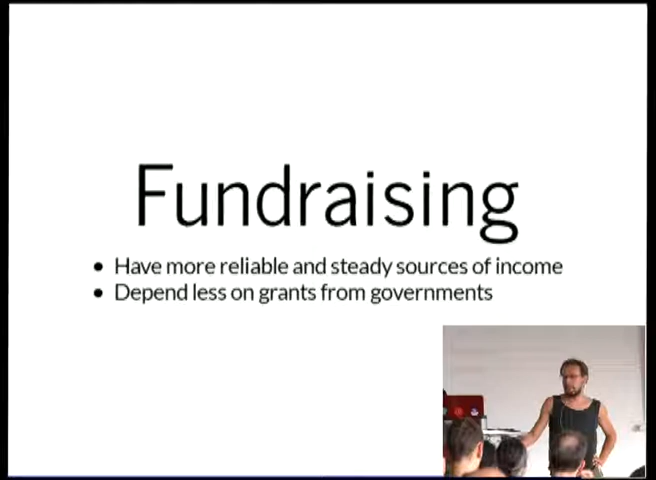 Fundraising
• Have more reliable and steady sources of income
• Depend less on grants from governments